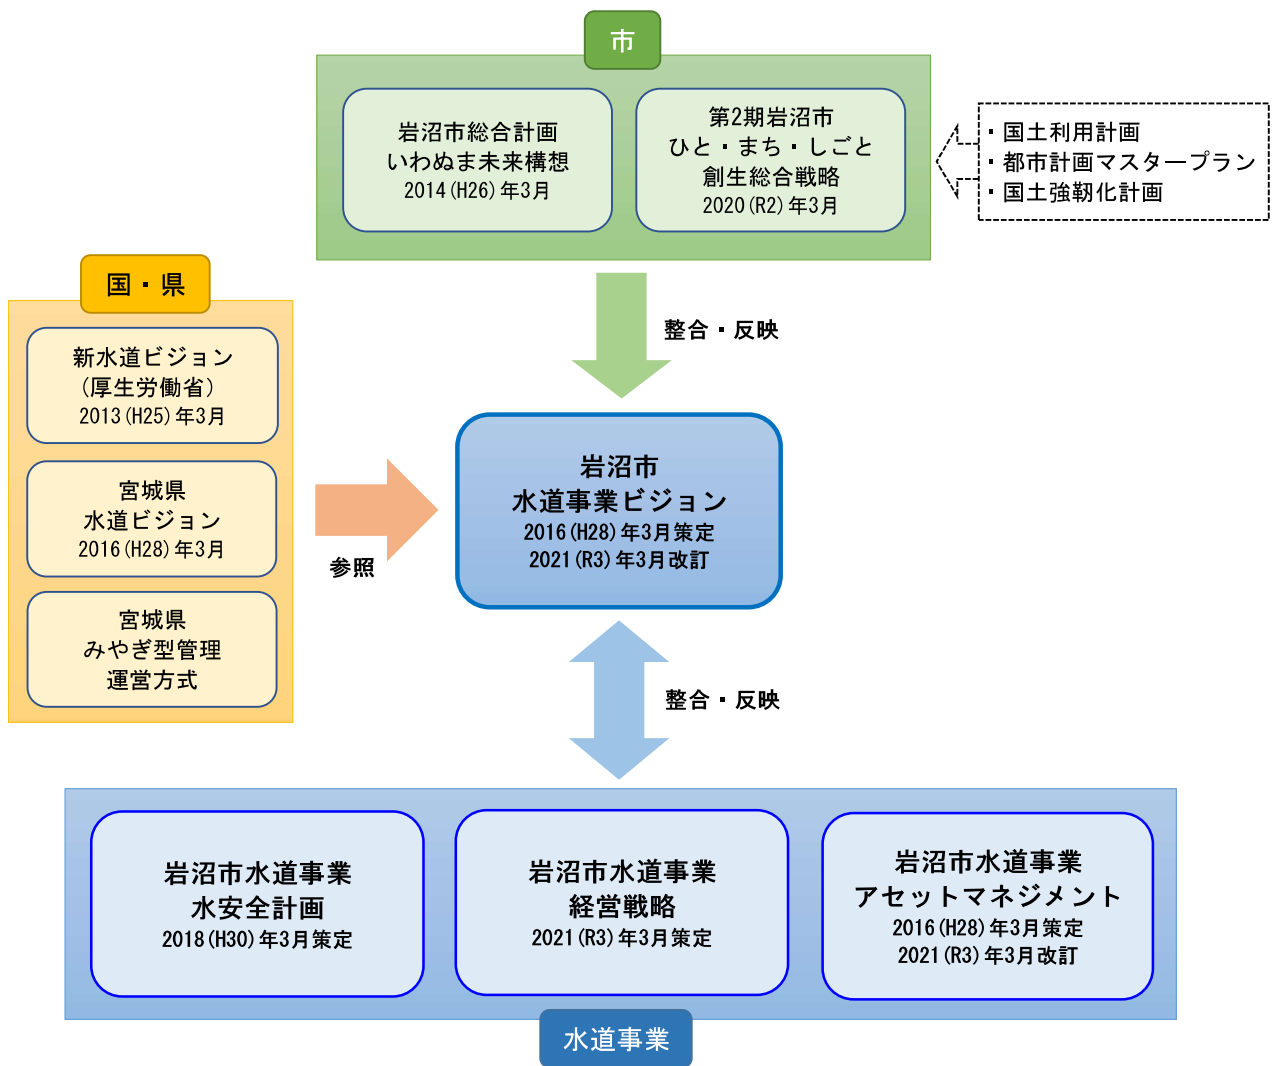 市
岩沼市総合計画
いわぬま未来構想
2014(H26)年3月
第2期岩沼市
ひと・まち・しごと
創生総合戦略
2020(R2)年3月
・国土利用計画
・都市計画マスタープラン
・国土強靭化計画
国・県
新水道ビジョン
(厚生労働省)
2013(H25)年3月
宮城県
水道ビジョン
2016(H28)年3月
宮城県
みやぎ型管理
運営方式
整合・反映
参照
岩沼市
水道事業ビジョン
2016(H28)年3月策定
2021(R3)年3月改訂
整合・反映
岩沼市水道事業
水安全計画
2018(H30)年3月策定
岩沼市水道事業
経営戦略
2021(R3)年3月策定
岩沼市水道事業
アセットマネジメント
2016(H28)年3月策定
2021(R3)年3月改訂
水道事業